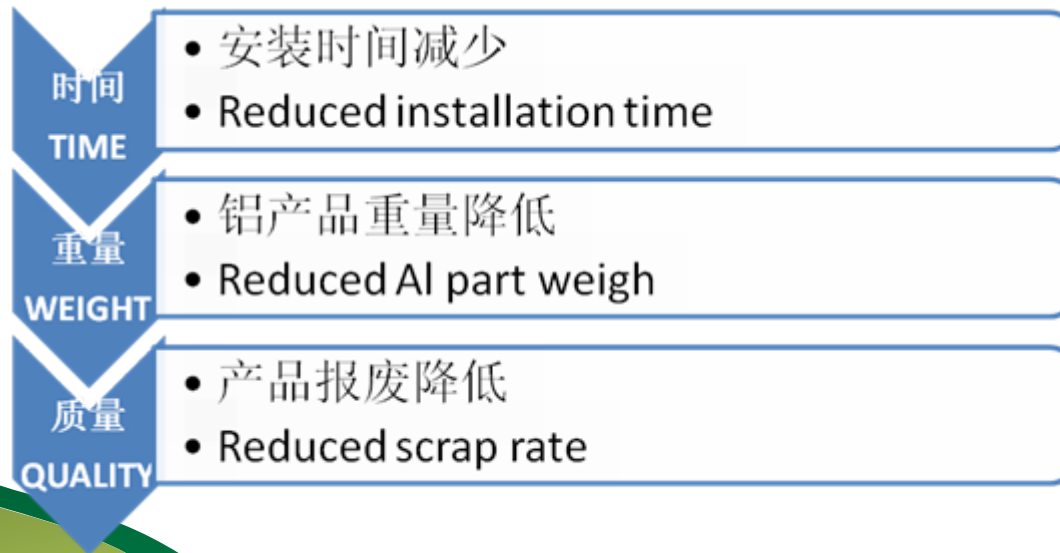 时间
TIME
• 安装时间减少
• Reduced installation time
重量
WEIGHT
• 铝产品重量降低
• Reduced Al part weigh
质量
QUALITY
• 产品报废降低
• Reduced scrap rate